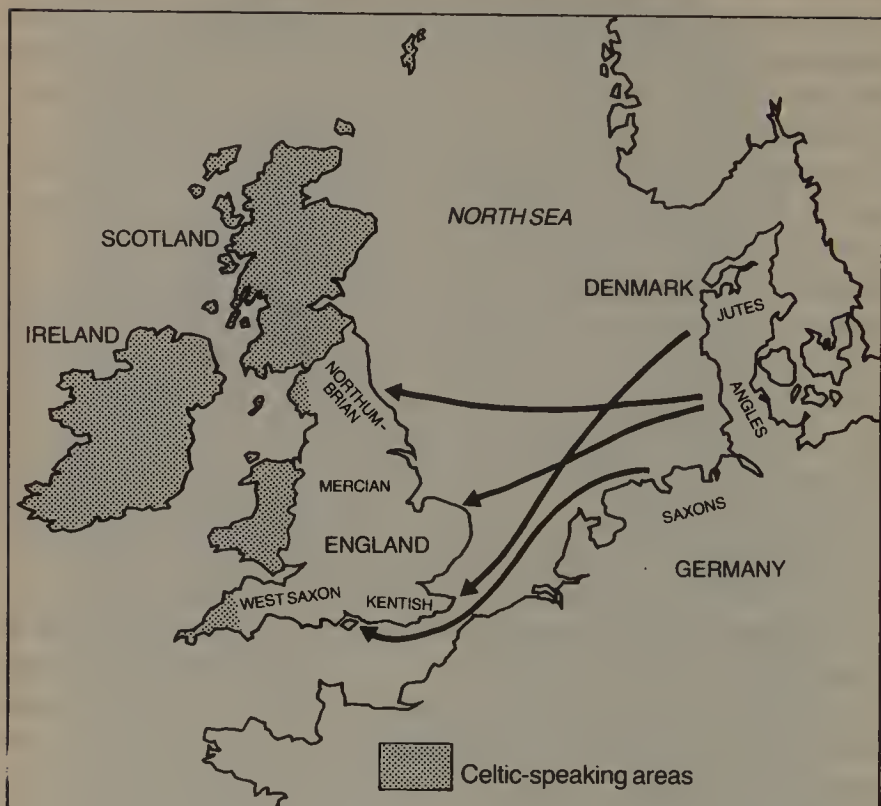 NORTH SEA
SCOTLAND
DENMARK
JUTES
IRELAND
NORTHUM-
BRIAN
ANGLES
MERCIAN
SAXONS
ENGLAND
GERMANY
WEST SAXON
KENTISH
Celtic-speaking areas